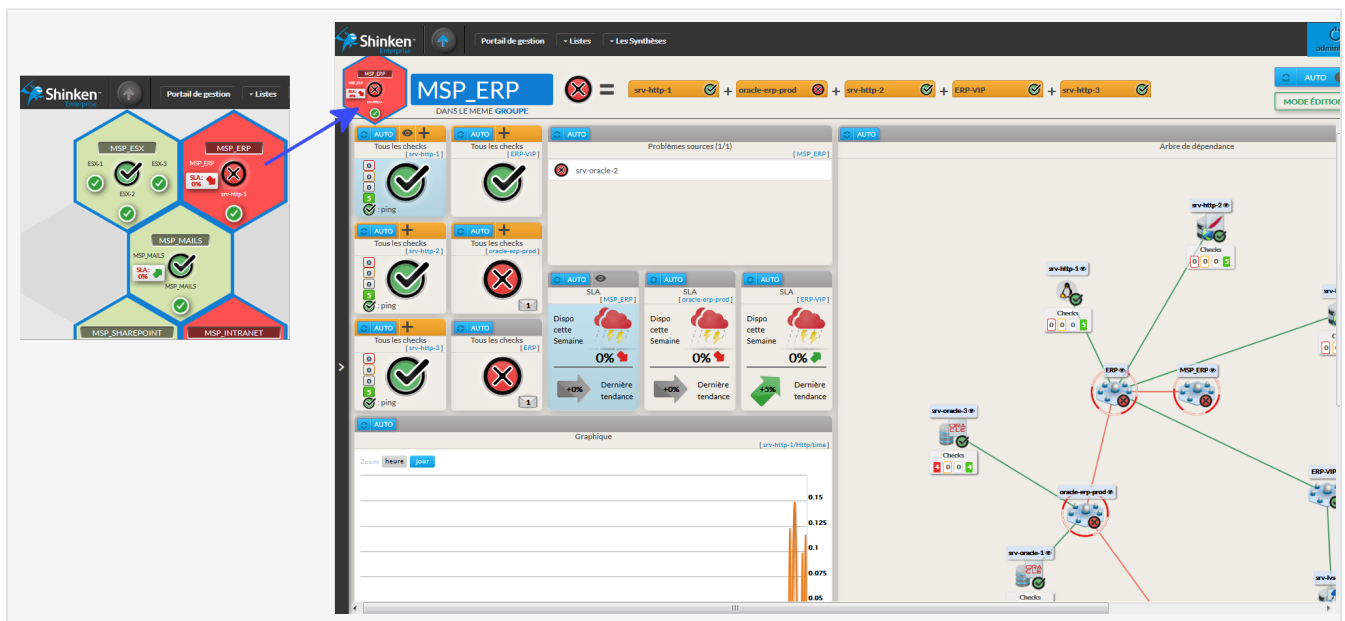 Shinken
Enterprise
Portail de gestion
Listes
MSP_ESX
ESX-1
ESX-3
ESX-2
MSP_ERP
MSP_ERP
SLA:
0%
srv-http-1
MSP_MAILS
MSP_MAILS
SLA:
0%
MSP_MAILS
MSP_SHAREPOINT
MSP_INTRANET
Shinken
Enterprise
Portail de gestion
Listes
Les Synthèses
MSP_ERP
MSP_ERP
DANS LE MEME GROUPE
=
srv-http-1
+
oracle-erp-prod
+
srv-http-2
+
ERP-VIP
+
srv-http-3
AUTO
MODE ÉDITION
AUTO
Tous les checks
[srv-http-1]
0
0
0
5
: ping
AUTO
Tous les checks
[ERP-VIP]
AUTO
Tous les checks
[srv-http-2]
0
0
0
5
: ping
AUTO
Tous les checks
[oracle-erp-prod]
1
AUTO
Tous les checks
[srv-http-3]
0
0
0
5
: ping
AUTO
Tous les checks
[ERP]
1
AUTO
Problèmes sources (1/1)
[MSP_ERP]
srv-oracle-2
AUTO
SLA
[MSP_ERP]
Dispo
cette
Semaine
0%
+0%
Dernière
tendance
AUTO
SLA
[oracle-erp-prod]
Dispo
cette
Semaine
0%
+0%
Dernière
tendance
AUTO
SLA
[ERP-VIP]
Dispo
cette
Semaine
0%
+5%
Dernière
tendance
AUTO
Graphique
[srv-http-1/Http/time]
Zoom heure jour
0.15
0.125
0.1
0.075
0.05
AUTO
Arbre de dépendance
srv-http-2
Checks
0 0 0 5
srv-http-1
Checks
0 0 0 5
ERP
MSP_ERP
srv-oracle-3
ORACLE
Checks
4 0 0 4
ERP-VIP
oracle-erp-prod
srv-oracle-1
Checks